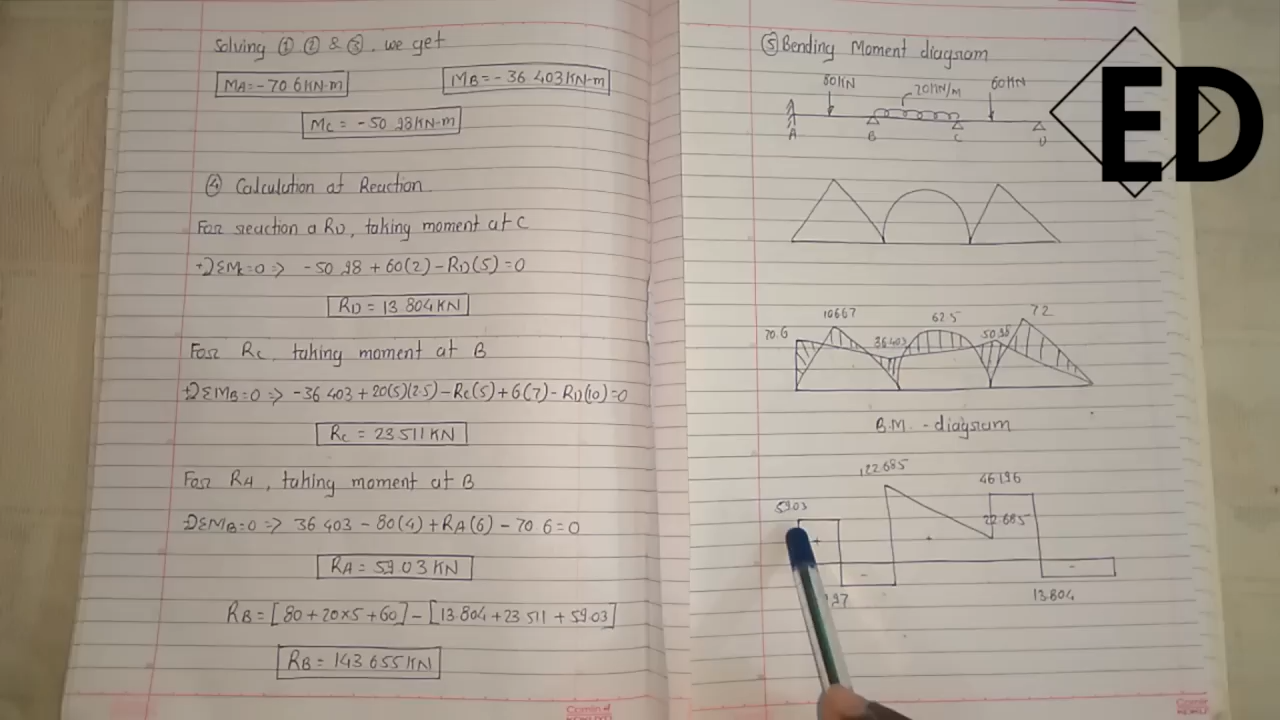 Solving ① ② & ③, we get
MA = -70.6 KN-m
MB = -36.403 KN-m
MC = -50.98 KN-m
④ Calculation of Reaction
For reaction a RD, taking moment at C
+⊃ΣMc=0 => -50.98 + 60(2) - RD(5) = 0
RD = 13.804 KN
For RC, taking moment at B
+⊃ΣMB=0 => -36.403 + 20(5)(2.5) - RC(5) + 6(7) - RD(10) = 0
RC = 23.511 KN
For RA, taking moment at B
+⊃ΣMB=0 => 36.403 - 80(4) + RA(6) - 70.6 = 0
RA = 59.03 KN
RB = [80 + 20×5 + 60] - [13.804 + 23.511 + 59.03]
RB = 143.655 KN
⑤ Bending Moment diagram
80KN 20KN/m 60KN
A B C D
70.6 106.67 36.403 62.5 50.98 72
B.M. - diagram
59.03 122.685 46.196
22.685
+ - + -
13.804
ED